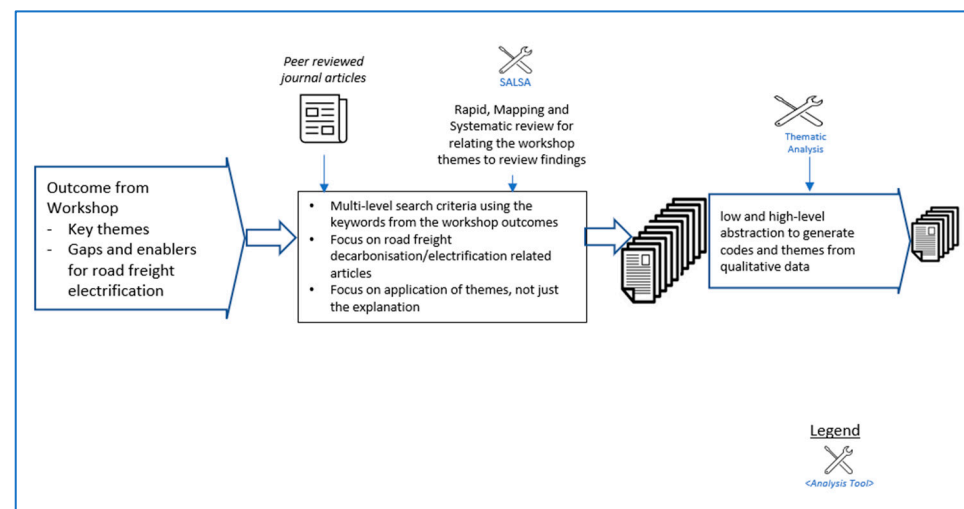 Peer reviewed
journal articles
SALSA
Rapid, Mapping and
Systematic review for
relating the workshop
themes to review findings
Thematic
Analysis
Outcome from
Workshop
- Key themes
- Gaps and enablers
for road freight
electrification
• Multi-level search criteria using the
keywords from the workshop outcomes
• Focus on road freight
decarbonisation/electrification related
articles
• Focus on application of themes, not just
the explanation
low and high-level
abstraction to generate
codes and themes from
qualitative data
Legend
<Analysis Tool>